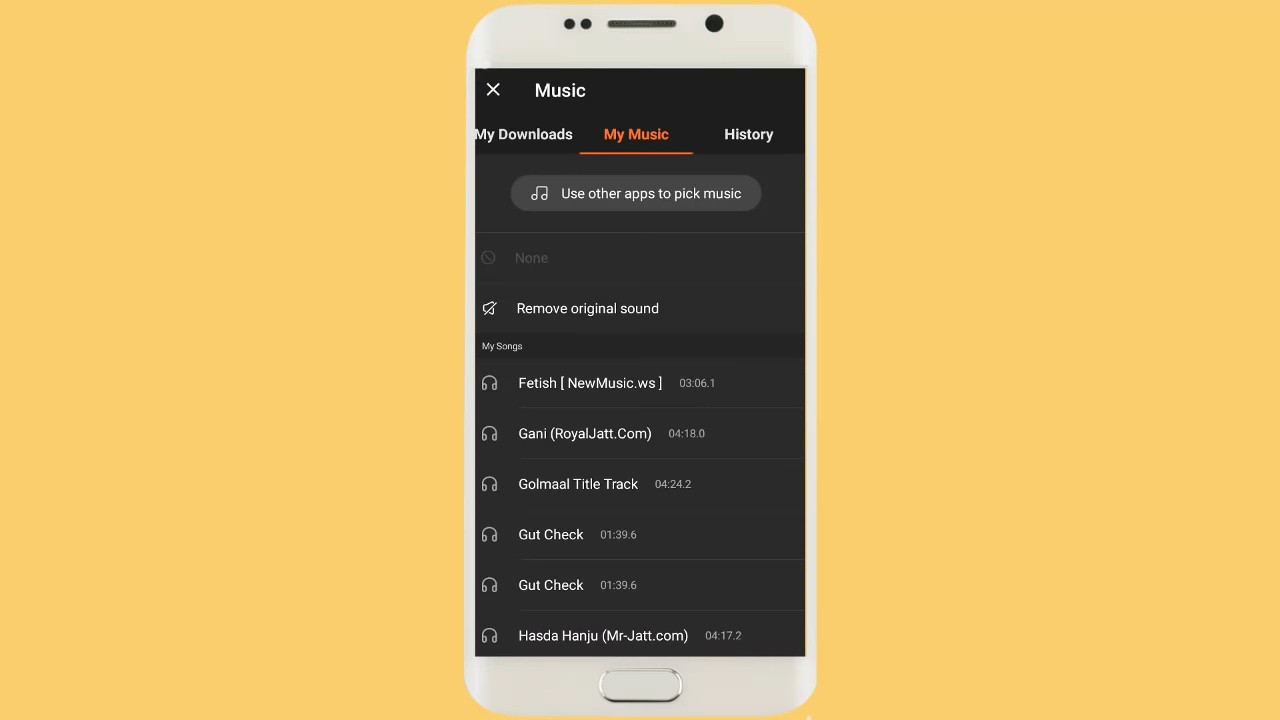 Music
My Downloads My Music History
Use other apps to pick music
None
Remove original sound
My Songs
Fetish [ NewMusic.ws ] 03:06.1
Gani (RoyalJatt.Com) 04:18.0
Golmaal Title Track 04:24.2
Gut Check 01:39.6
Gut Check 01:39.6
Hasda Hanju (Mr-Jatt.com) 04:17.2